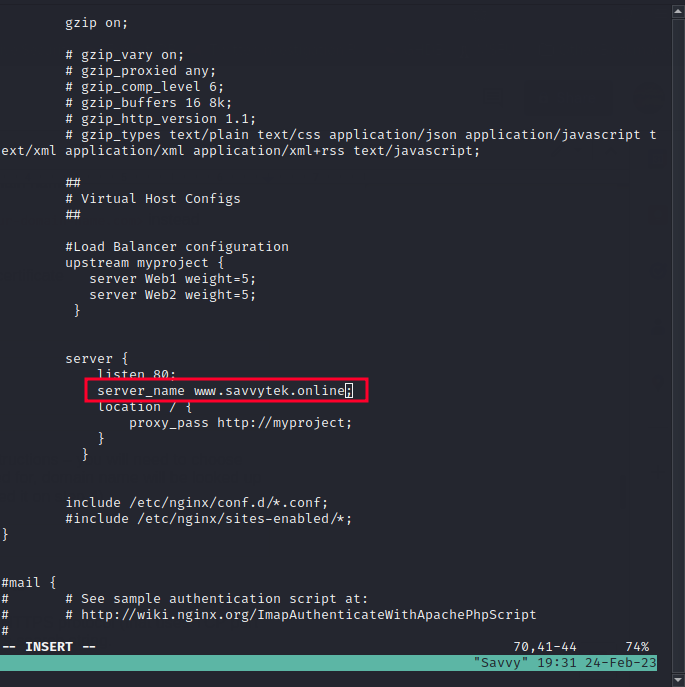 gzip on;
# gzip_vary on;
# gzip_proxied any;
# gzip_comp_level 6;
# gzip_buffers 16 8k;
# gzip_http_version 1.1;
# gzip_types text/plain text/css application/json application/javascript t
ext/xml application/xml application/xml+rss text/javascript;
##
# Virtual Host Configs
##
#Load Balancer configuration
upstream myproject {
server Web1 weight=5;
server Web2 weight=5;
}
server {
listen 80;
server_name www.savvytek.online;
location / {
proxy_pass http://myproject;
}
}
include /etc/nginx/conf.d/*.conf;
#include /etc/nginx/sites-enabled/*;
}
#mail {
#       # See sample authentication script at:
#       # http://wiki.nginx.org/ImapAuthenticateWithApachePhpScript
#
-- INSERT -- 70,41-44 74%
"Savvy" 19:31 24-Feb-23